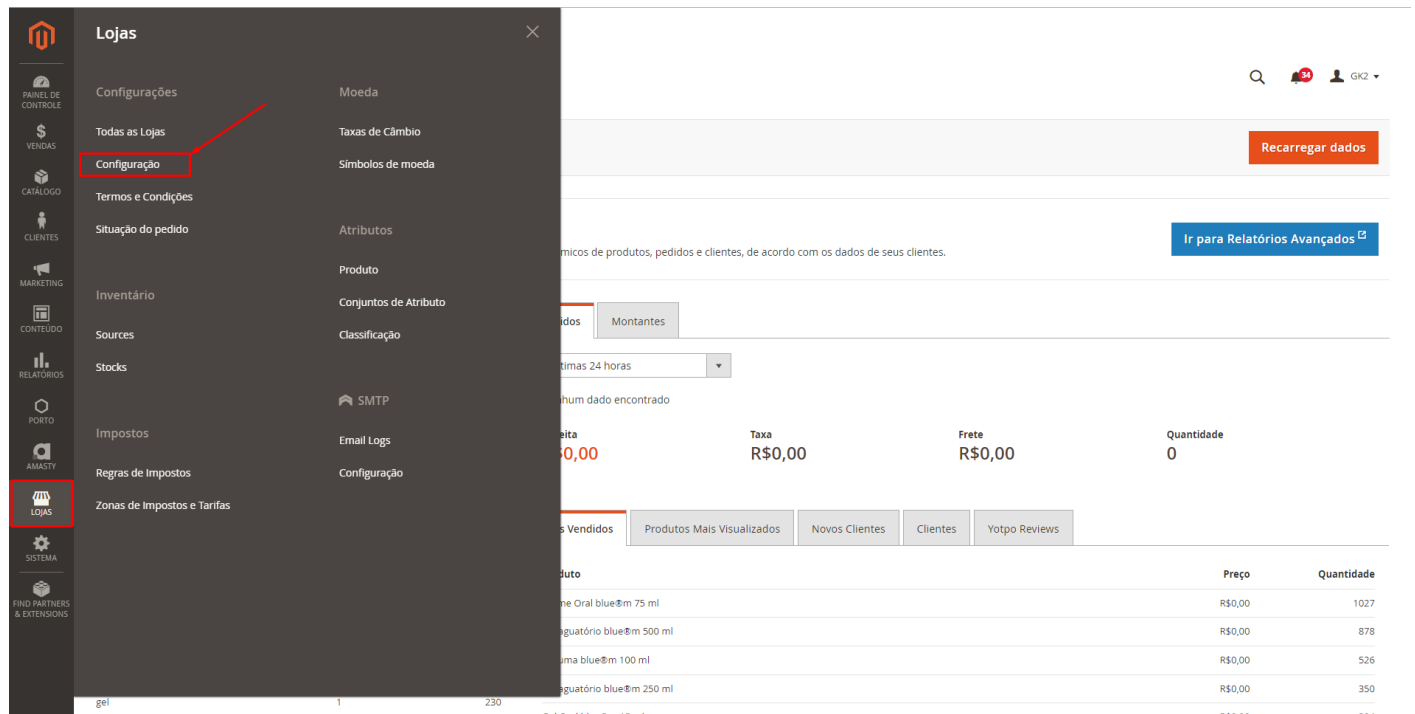 PAINEL DE
CONTROLE
VENDAS
CATÁLOGO
CLIENTES
MARKETING
CONTEÚDO
RELATÓRIOS
PORTO
AMASTY
LOJAS
SISTEMA
FIND PARTNERS
& EXTENSIONS
Lojas
Configurações
Todas as Lojas
Configuração
Termos e Condições
Situação do pedido
Inventário
Sources
Stocks
Impostos
Regras de Impostos
Zonas de Impostos e Tarifas
Moeda
Taxas de Câmbio
Símbolos de moeda
Atributos
Produto
Conjuntos de Atributo
Classificação
SMTP
Email Logs
Configuração
34
GK2
Recarregar dados
micos de produtos, pedidos e clientes, de acordo com os dados de seus clientes.
Ir para Relatórios Avançados
idos Montantes
timas 24 horas
hum dado encontrado
eita Taxa Frete Quantidade
0,00 R$0,00 R$0,00 0
s Vendidos Produtos Mais Visualizados Novos Clientes Clientes Yotpo Reviews
duto Preço Quantidade
me Oral blue®m 75 ml R$0,00 1027
aguatório blue®m 500 ml R$0,00 878
uma blue®m 100 ml R$0,00 526
aguatório blue®m 250 ml R$0,00 350
gel 1 230